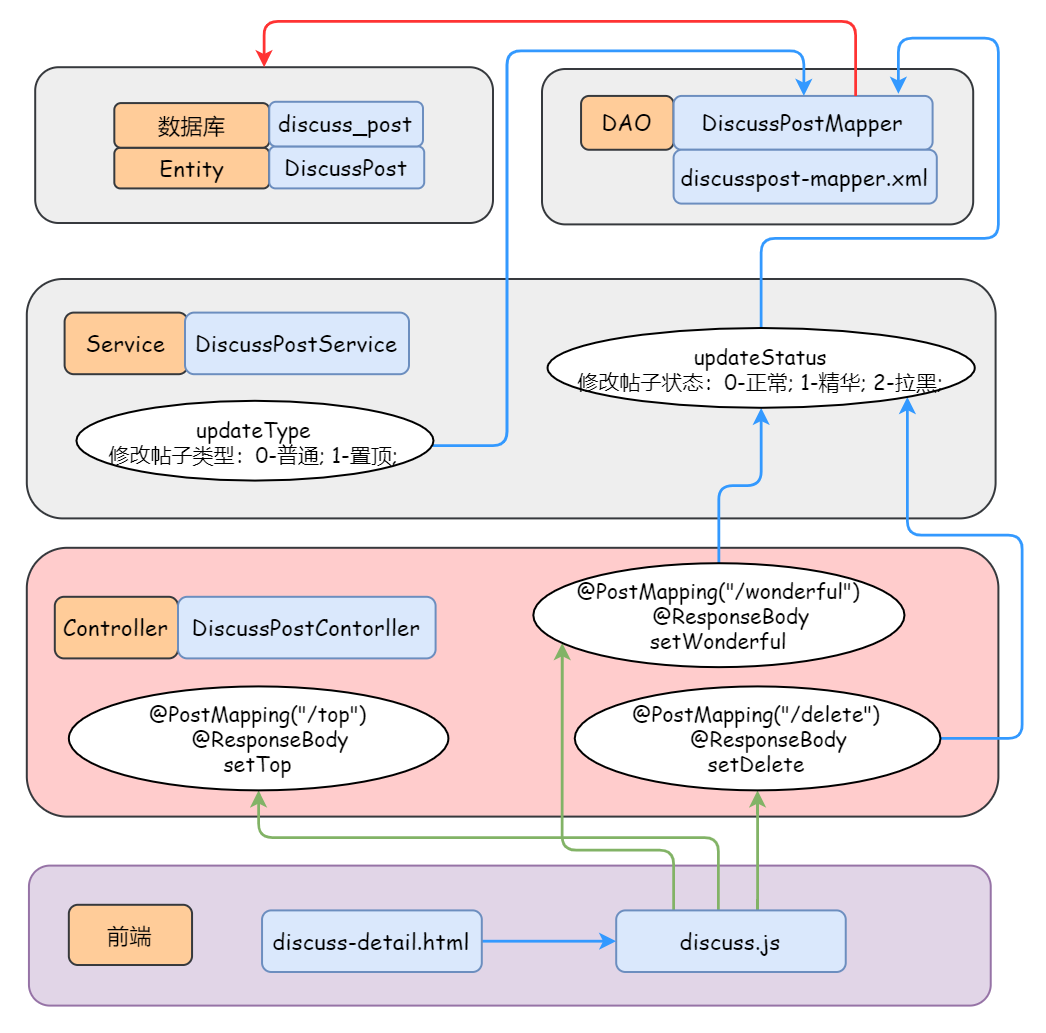 数据库
discuss_post
Entity
DiscussPost
DAO
DiscussPostMapper
discusspost-mapper.xml
Service
DiscussPostService
updateStatus
修改帖子状态：0-正常; 1-精华; 2-拉黑;
updateType
修改帖子类型：0-普通; 1-置顶;
Controller
DiscussPostContorller
@PostMapping("/wonderful")
@ResponseBody
setWonderful
@PostMapping("/top")
@ResponseBody
setTop
@PostMapping("/delete")
@ResponseBody
setDelete
前端
discuss-detail.html
discuss.js